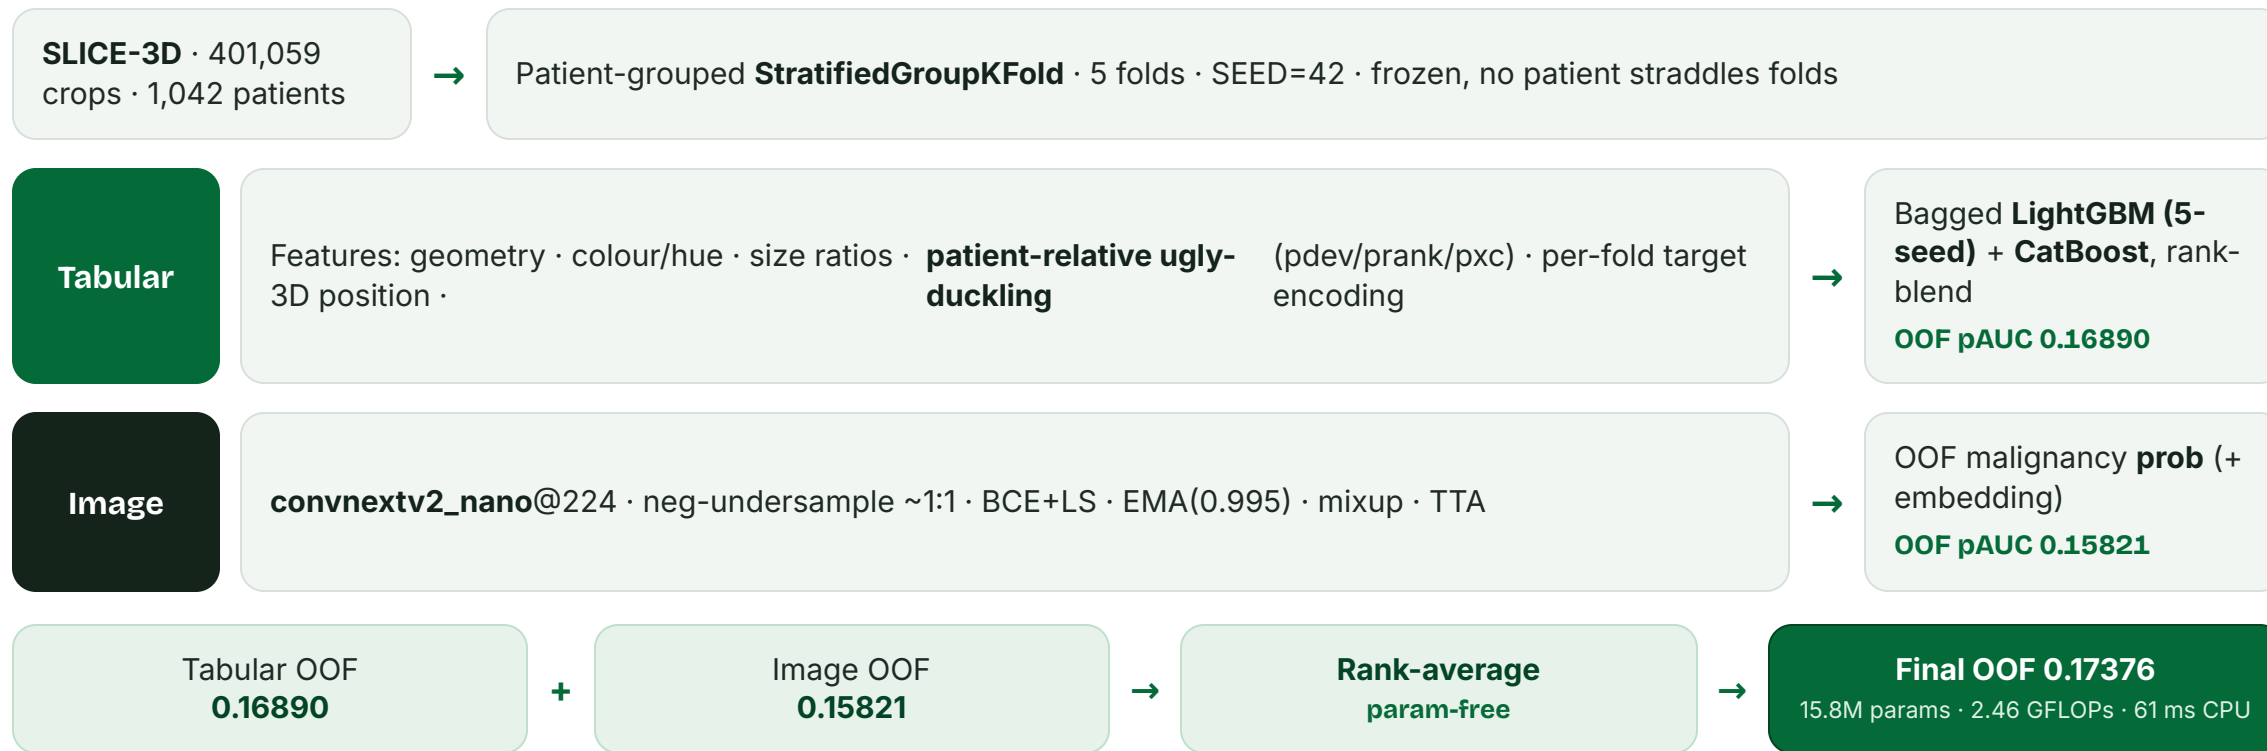 SLICE-3D · 401,059
crops · 1,042 patients
→
Patient-grouped StratifiedGroupKFold · 5 folds · SEED=42 · frozen, no patient straddles folds
Tabular
Features: geometry · colour/hue · size ratios ·
3D position ·
patient-relative ugly-
duckling
(pdev/prank/pxc) · per-fold target
encoding
→
Bagged LightGBM (5-
seed) + CatBoost, rank-
blend
OOF pAUC 0.16890
Image
convnextv2_nano@224 · neg-undersample ~1:1 · BCE+LS · EMA(0.995) · mixup · TTA
→
OOF malignancy prob (+
embedding)
OOF pAUC 0.15821
Tabular OOF
0.16890
+
Image OOF
0.15821
→
Rank-average
param-free
→
Final OOF 0.17376
15.8M params · 2.46 GFLOPs · 61 ms CPU